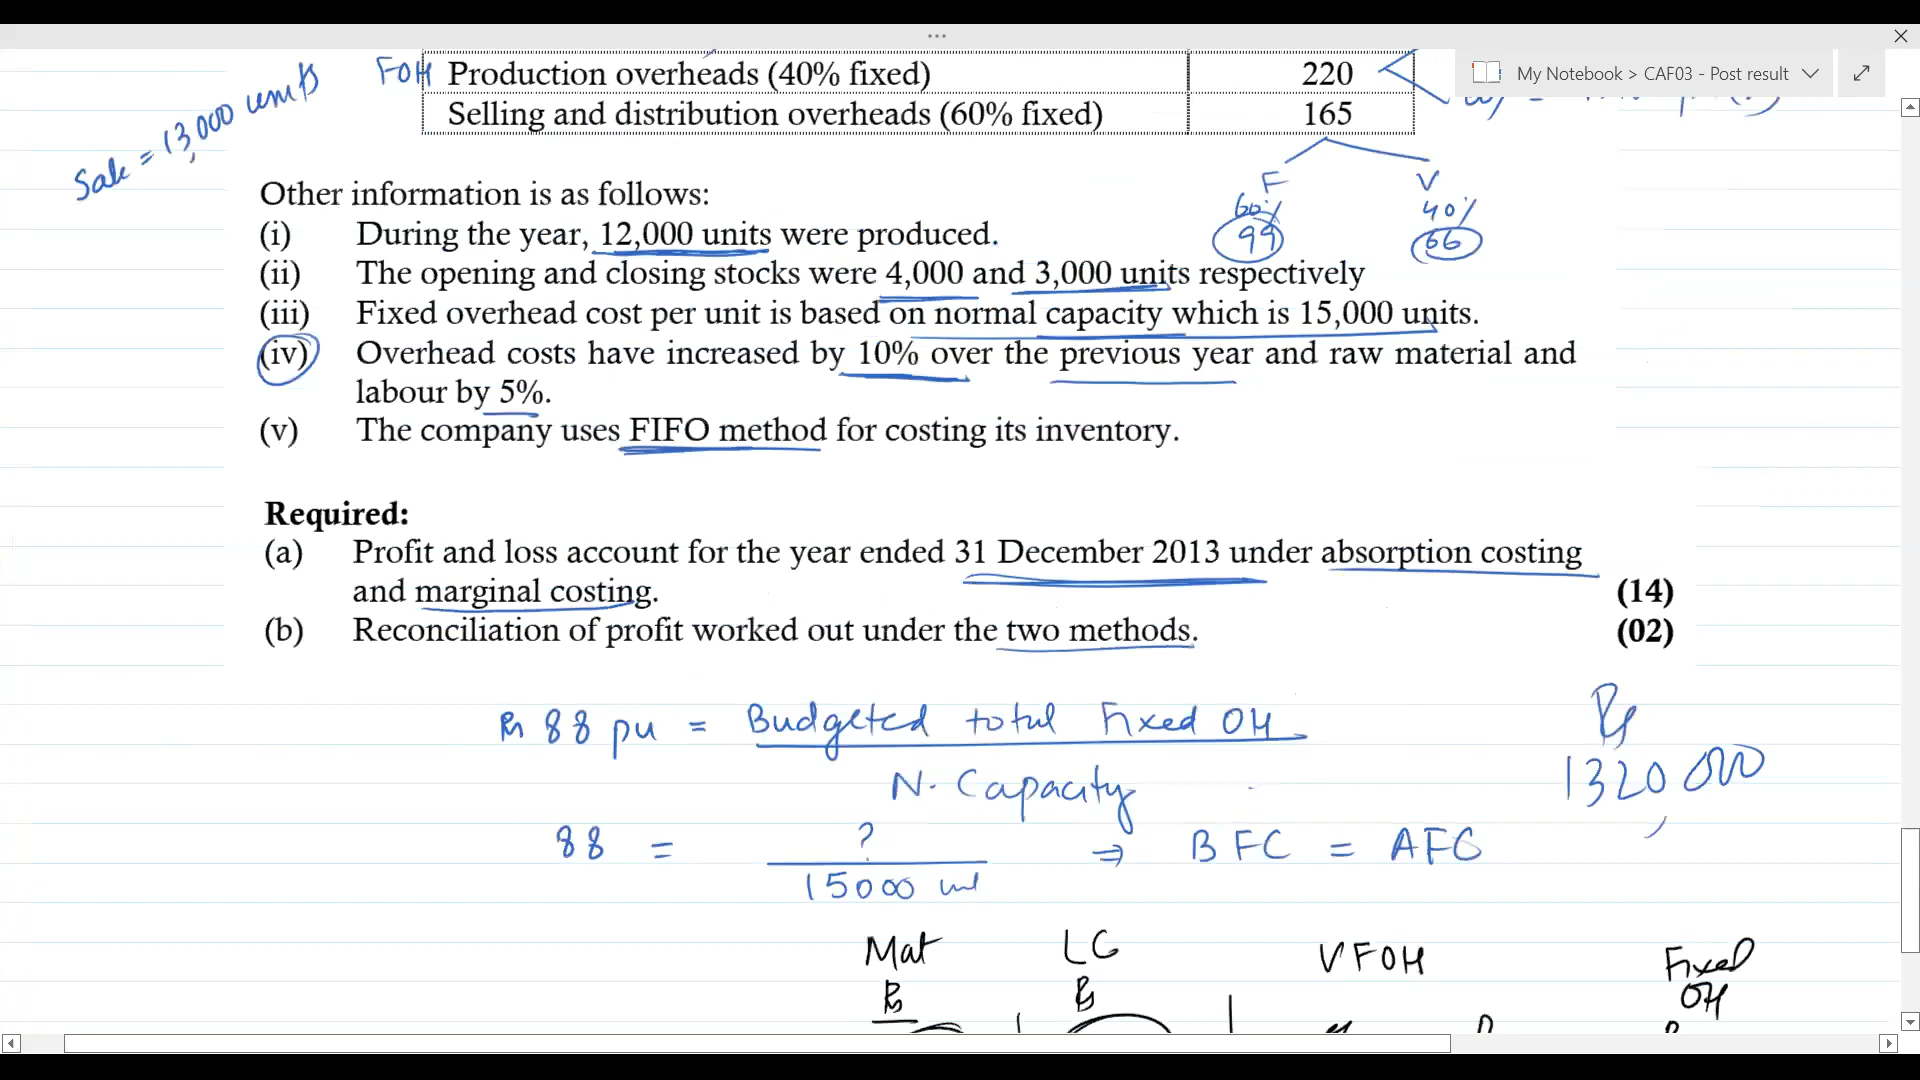 My Notebook > CAF03 - Post result
FOH Production overheads (40% fixed) 220
Selling and distribution overheads (60% fixed) 165
Sale = 13,000 units
F V
60% 40%
99 66
Other information is as follows:
(i) During the year, 12,000 units were produced.
(ii) The opening and closing stocks were 4,000 and 3,000 units respectively
(iii) Fixed overhead cost per unit is based on normal capacity which is 15,000 units.
(iv) Overhead costs have increased by 10% over the previous year and raw material and
labour by 5%.
(v) The company uses FIFO method for costing its inventory.
Required:
(a) Profit and loss account for the year ended 31 December 2013 under absorption costing
and marginal costing. (14)
(b) Reconciliation of profit worked out under the two methods. (02)
Rs 88 pu = Budgeted total Fixed OH
N. Capacity
Rs
1320,000
88 = ?
15000 unit
⇒ BFC = AFC
Mat LC VFOH Fixed
OH
Rs Rs